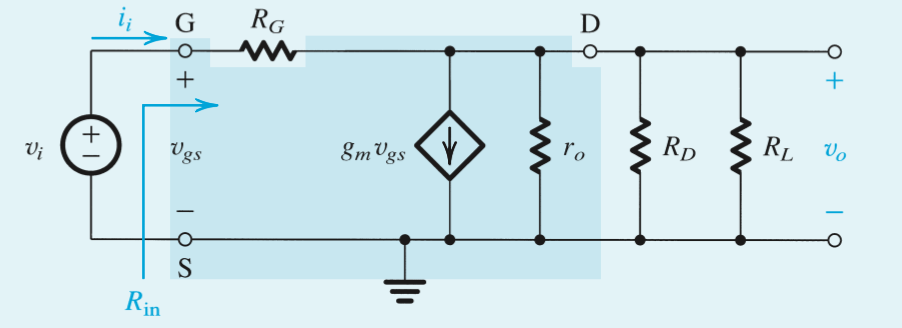 i_i
G
R_G
D
+
+
+
−
v_i
v_gs
g_m v_gs
r_o
R_D
R_L
v_o
−
−
S
R_in